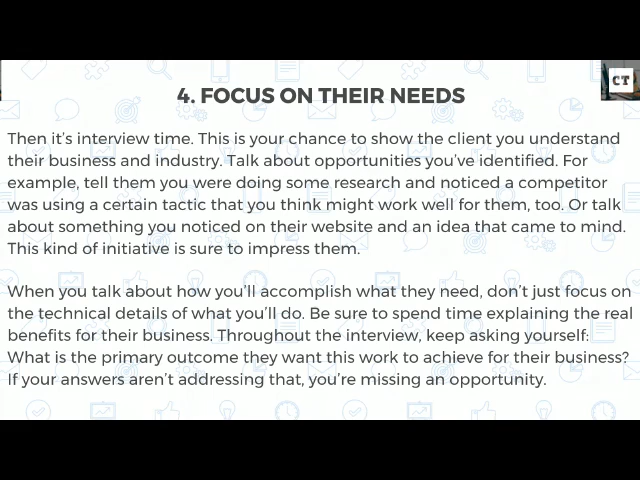 4. FOCUS ON THEIR NEEDS
CT
Then it's interview time. This is your chance to show the client you understand
their business and industry. Talk about opportunities you've identified. For
example, tell them you were doing some research and noticed a competitor
was using a certain tactic that you think might work well for them, too. Or talk
about something you noticed on their website and an idea that came to mind.
This kind of initiative is sure to impress them.
When you talk about how you'll accomplish what they need, don't just focus on
the technical details of what you'll do. Be sure to spend time explaining the real
benefits for their business. Throughout the interview, keep asking yourself:
What is the primary outcome they want this work to achieve for their business?
If your answers aren't addressing that, you're missing an opportunity.